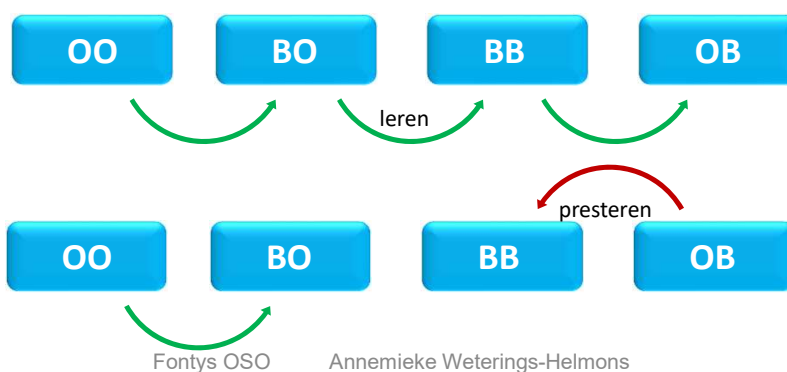 OO BO BB OB
leren
presteren
OO BO BB OB
Fontys OSO Annemieke Weterings-Helmons